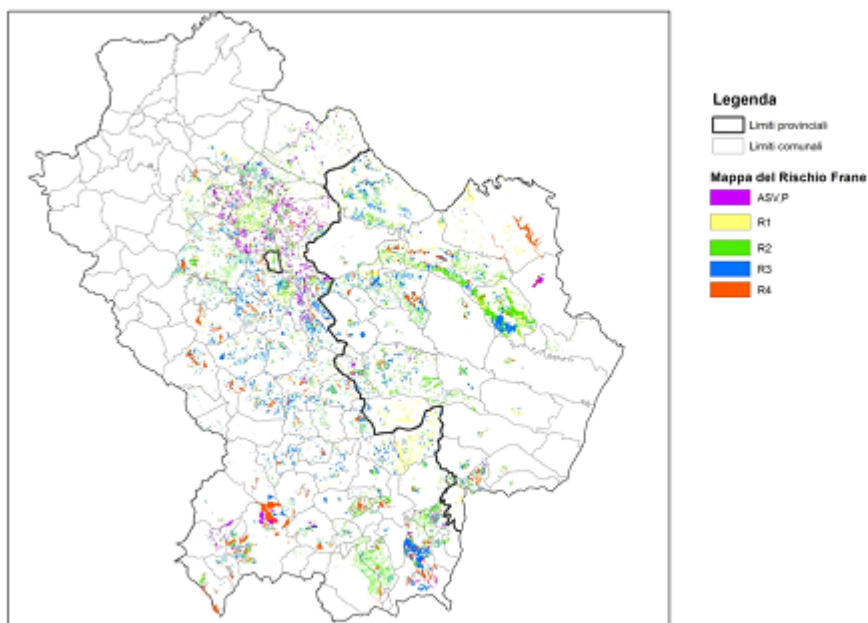 Legenda
Limiti provinciali
Limiti comunali
Mappa del Rischio Frane
ASV,P
R1
R2
R3
R4